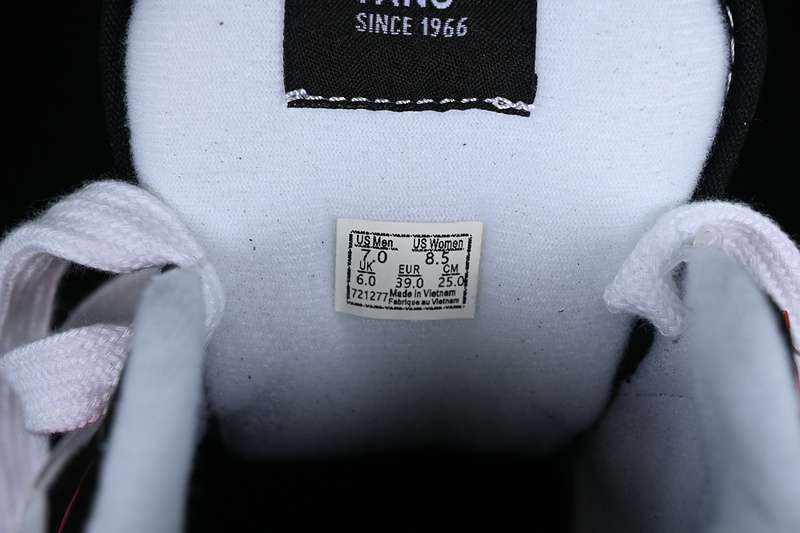 SINCE 1966
US Men US Women
7.0 8.5
UK EUR CM
6.0 39.0 25.0
721277 Made in Vietnam
Fabrique au Vietnam